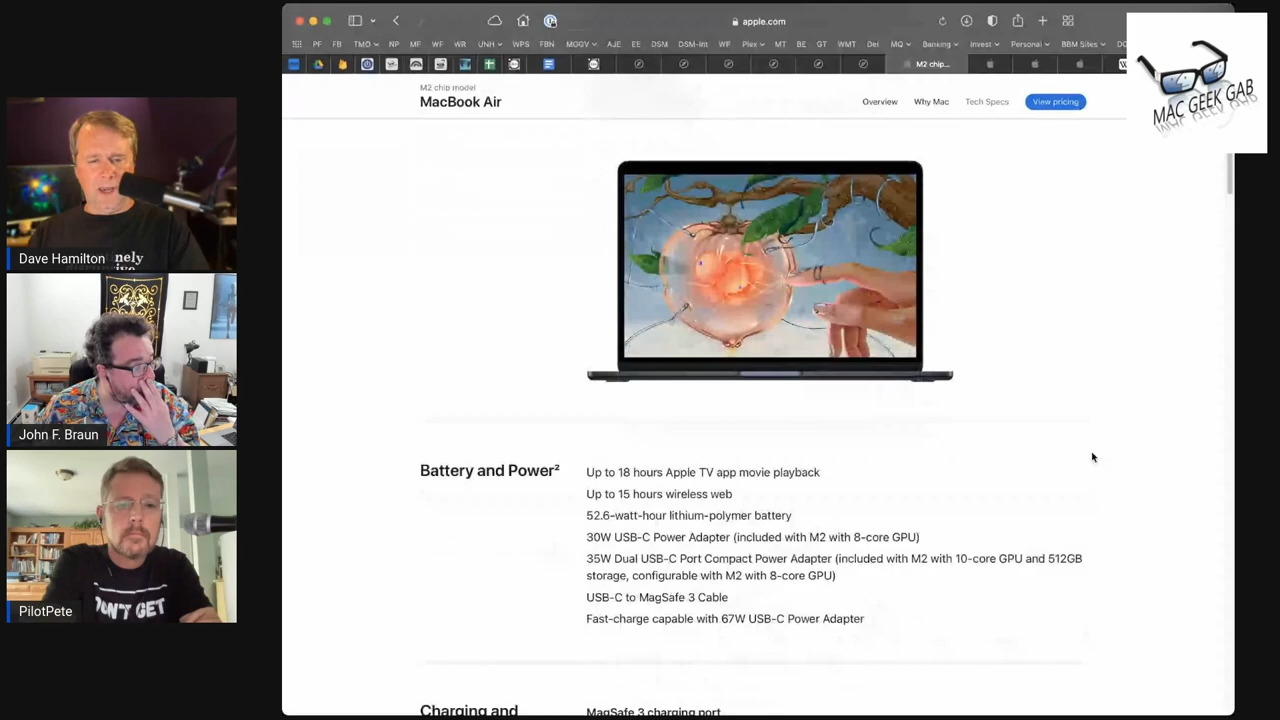 apple.com
PF
FB
TMO
NP
MF
WF
WR
UNH
WPS
FBN
MGGV
AJE
EE
DSM
DSM-int
WF
Plex
MT
BE
GT
WMT
Del
MQ
Banking
Invest
Personal
BBM Sites
M2 chip...
M2 chip model
MacBook Air
Overview
Why Mac
Tech Specs
View pricing
MAC GEEK GAB
nely
Dave Hamilton
John F. Braun
DON'T GET
PilotPete
Battery and Power²
Up to 18 hours Apple TV app movie playback
Up to 15 hours wireless web
52.6-watt-hour lithium-polymer battery
30W USB-C Power Adapter (included with M2 with 8-core GPU)
35W Dual USB-C Port Compact Power Adapter (included with M2 with 10-core GPU and 512GB
storage, configurable with M2 with 8-core GPU)
USB-C to MagSafe 3 Cable
Fast-charge capable with 67W USB-C Power Adapter
Charging and
MagSafe 3 charging port